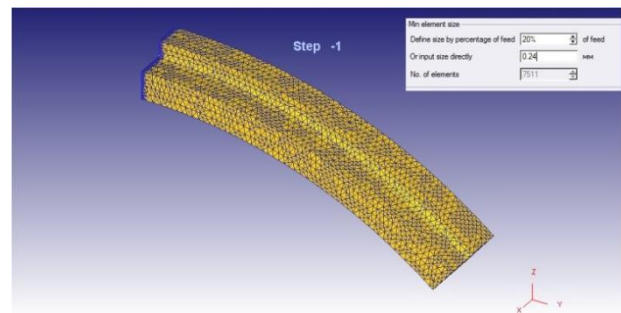 Step -1
Min element size
Define size by percentage of feed 20% of feed
Or input size directly 0.24 мм
No. of elements 7511
Z
X Y